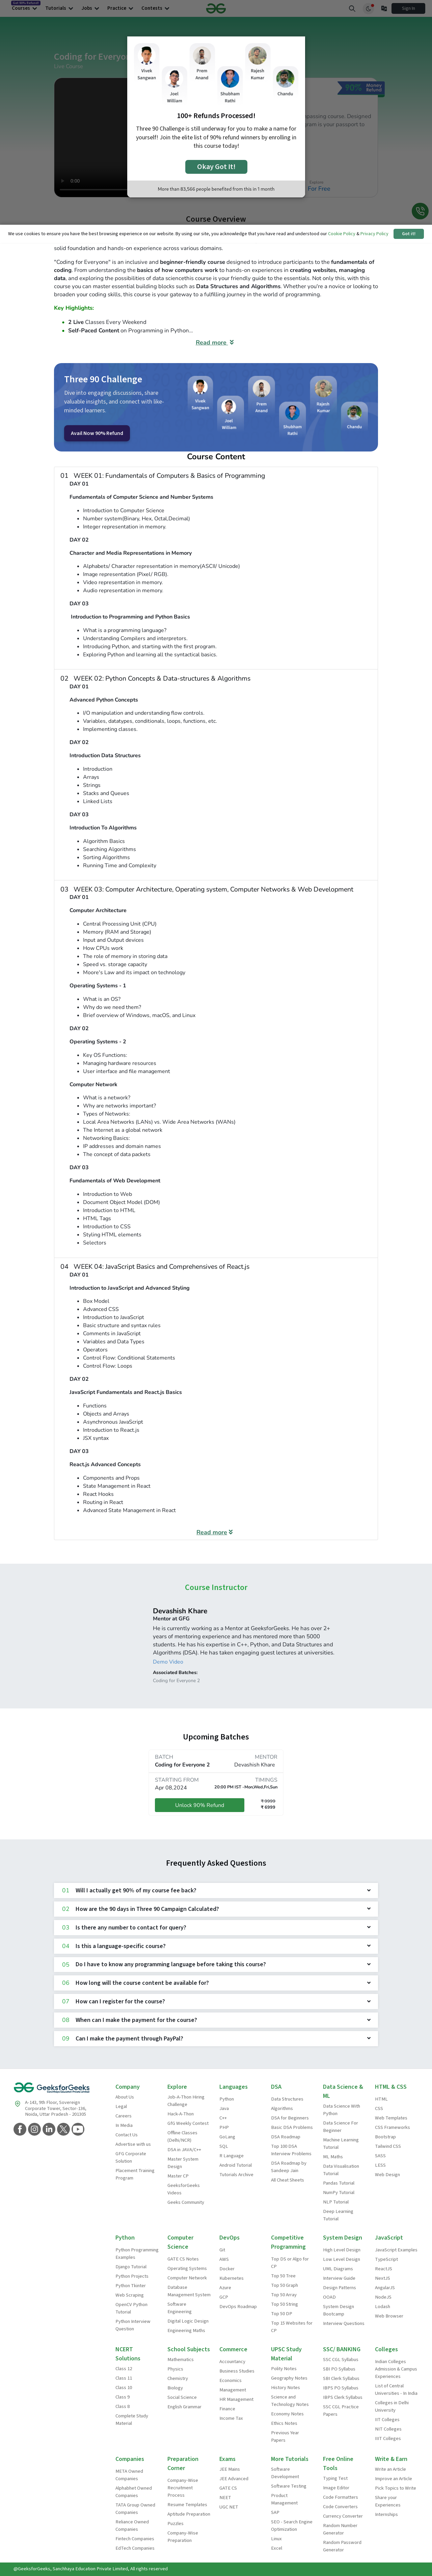 Courses
Tutorials
Jobs
Practice
Contests
Sign In
Vivek Sangwan
Joel William
Prem Anand
Shubham Rathi
Rajesh Kumar
Chandu
100+ Refunds Processed!
Three 90 Challenge is still underway for you to make a name for yourself! Join the elite list of 90% refund winners by enrolling in this course today!
Okay Got It!
More than 83,566 people benefited from this in 1 month
Course Overview
We use cookies to ensure you have the best browsing experience on our website. By using our site, you acknowledge that you have read and understood our Cookie Policy & Privacy Policy
Got it!
solid foundation and hands-on experience across various domains.
"Coding for Everyone" is an inclusive and beginner-friendly course designed to introduce participants to the fundamentals of coding. From understanding the basics of how computers work to hands-on experiences in creating websites, managing data, and exploring the possibilities of data science this course is your friendly guide to the essentials. Not only this, with this course you can master essential building blocks such as Data Structures and Algorithms. Whether you're a novice or looking to broaden your coding skills, this course is your gateway to a fulfilling journey in the world of programming.
Key Highlights:
2 Live Classes Every Weekend
Self-Paced Content on Programming in Python...
Read more
Three 90 Challenge
Dive into engaging discussions, share valuable insights, and connect with like-minded learners.
Avail Now 90% Refund
Vivek Sangwan
Joel William
Prem Anand
Shubham Rathi
Rajesh Kumar
Chandu
Course Content
01 WEEK 01: Fundamentals of Computers & Basics of Programming
DAY 01
Fundamentals of Computer Science and Number Systems
Introduction to Computer Science
Number system(Binary, Hex, Octal,Decimal)
Integer representation in memory.
DAY 02
Character and Media Representations in Memory
Alphabets/ Character representation in memory(ASCII/ Unicode)
Image representation (Pixel/ RGB).
Video representation in memory.
Audio representation in memory.
DAY 03
Introduction to Programming and Python Basics
What is a programming language?
Understanding Compilers and interpreters.
Introducing Python, and starting with the first program.
Exploring Python and learning all the syntactical basics.
02 WEEK 02: Python Concepts & Data-structures & Algorithms
DAY 01
Advanced Python Concepts
I/O manipulation and understanding flow controls.
Variables, datatypes, conditionals, loops, functions, etc.
Implementing classes.
DAY 02
Introduction Data Structures
Introduction
Arrays
Strings
Stacks and Queues
Linked Lists
DAY 03
Introduction To Algorithms
Algorithm Basics
Searching Algorithms
Sorting Algorithms
Running Time and Complexity
03 WEEK 03: Computer Architecture, Operating system, Computer Networks & Web Development
DAY 01
Computer Architecture
Central Processing Unit (CPU)
Memory (RAM and Storage)
Input and Output devices
How CPUs work
The role of memory in storing data
Speed vs. storage capacity
Moore's Law and its impact on technology.
Operating Systems - 1
What is an OS?
Why do we need them?
Brief overview of Windows, macOS, and Linux
DAY 02
Operating Systems - 2
Key OS Functions:
Managing hardware resources
User interface and file management
Computer Network
What is a network?
Why are networks important?
Types of Networks:
Local Area Networks (LANs) vs. Wide Area Networks (WANs)
The Internet as a global network
Networking Basics:
IP addresses and domain names
The concept of data packets
DAY 03
Fundamentals of Web Development
Introduction to Web
Document Object Model (DOM)
Introduction to HTML
HTML Tags
Introduction to CSS
Styling HTML elements
Selectors
04 WEEK 04: JavaScript Basics and Comprehensives of React.js
DAY 01
Introduction to JavaScript and Advanced Styling
Box Model
Advanced CSS
Introduction to JavaScript
Basic structure and syntax rules
Comments in JavaScript
Variables and Data Types
Operators
Control Flow: Conditional Statements
Control Flow: Loops
DAY 02
JavaScript Fundamentals and React.js Basics
Functions
Objects and Arrays
Asynchronous JavaScript
Introduction to React.js
JSX syntax
DAY 03
React.js Advanced Concepts
Components and Props
State Management in React
React Hooks
Routing in React
Advanced State Management in React
Read more
Course Instructor
Devashish Khare
Mentor at GFG
He is currently working as a Mentor at GeeksforGeeks. He has over 2+ years of mentoring experience and has mentored more than 5000 students. He has his expertise in C++, Python, and Data Structures and Algorithms (DSA). He has taken engaging guest lectures at universities.
Demo Video
Associated Batches:
Coding for Everyone 2
Upcoming Batches
BATCH
MENTOR
Coding for Everyone 2
Devashish Khare
STARTING FROM
TIMINGS
Apr 08,2024
20:00 PM IST · Mon,Wed,Fri,Sun
Unlock 90% Refund
₹ 9999
₹ 6999
Frequently Asked Questions
01 Will I actually get 90% of my course fee back?
02 How are the 90 days in Three 90 Campaign Calculated?
03 Is there any number to contact for query?
04 Is this a language-specific course?
05 Do I have to know any programming language before taking this course?
06 How long will the course content be available for?
07 How can I register for the course?
08 When can I make the payment for the course?
09 Can I make the payment through PayPal?
GeeksforGeeks
A-143, 9th Floor, Sovereign Corporate Tower, Sector-136, Noida, Uttar Pradesh - 201305
Company
About Us
Legal
Careers
In Media
Contact Us
Advertise with us
GFG Corporate Solution
Placement Training Program
Explore
Job-A-Thon Hiring Challenge
Hack-A-Thon
GfG Weekly Contest
Offline Classes (Delhi/NCR)
DSA in JAVA/C++
Master System Design
Master CP
GeeksforGeeks Videos
Geeks Community
Languages
Python
Java
C++
PHP
GoLang
SQL
R Language
Android Tutorial
Tutorials Archive
DSA
Data Structures
Algorithms
DSA for Beginners
Basic DSA Problems
DSA Roadmap
Top 100 DSA Interview Problems
DSA Roadmap by Sandeep Jain
All Cheat Sheets
Data Science & ML
Data Science With Python
Data Science For Beginner
Machine Learning Tutorial
ML Maths
Data Visualisation Tutorial
Pandas Tutorial
NumPy Tutorial
NLP Tutorial
Deep Learning Tutorial
HTML & CSS
HTML
CSS
Web Templates
CSS Frameworks
Bootstrap
Tailwind CSS
SASS
LESS
Web Design
Python
Python Programming Examples
Django Tutorial
Python Projects
Python Tkinter
Web Scraping
OpenCV Python Tutorial
Python Interview Question
Computer Science
GATE CS Notes
Operating Systems
Computer Network
Database Management System
Software Engineering
Digital Logic Design
Engineering Maths
DevOps
Git
AWS
Docker
Kubernetes
Azure
GCP
DevOps Roadmap
Competitive Programming
Top DS or Algo for CP
Top 50 Tree
Top 50 Graph
Top 50 Array
Top 50 String
Top 50 DP
Top 15 Websites for CP
System Design
High Level Design
Low Level Design
UML Diagrams
Interview Guide
Design Patterns
OOAD
System Design Bootcamp
Interview Questions
JavaScript
JavaScript Examples
TypeScript
ReactJS
NextJS
AngularJS
NodeJS
Lodash
Web Browser
NCERT Solutions
Class 12
Class 11
Class 10
Class 9
Class 8
Complete Study Material
School Subjects
Mathematics
Physics
Chemistry
Biology
Social Science
English Grammar
Commerce
Accountancy
Business Studies
Economics
Management
HR Management
Finance
Income Tax
UPSC Study Material
Polity Notes
Geography Notes
History Notes
Science and Technology Notes
Economy Notes
Ethics Notes
Previous Year Papers
SSC/ BANKING
SSC CGL Syllabus
SBI PO Syllabus
SBI Clerk Syllabus
IBPS PO Syllabus
IBPS Clerk Syllabus
SSC CGL Practice Papers
Colleges
Indian Colleges Admission & Campus Experiences
List of Central Universities - In India
Colleges in Delhi University
IIT Colleges
NIT Colleges
IIIT Colleges
Companies
META Owned Companies
Alphabhet Owned Companies
TATA Group Owned Companies
Reliance Owned Companies
Fintech Companies
EdTech Companies
Preparation Corner
Company-Wise Recruitment Process
Resume Templates
Aptitude Preparation
Puzzles
Company-Wise Preparation
Exams
JEE Mains
JEE Advanced
GATE CS
NEET
UGC NET
More Tutorials
Software Development
Software Testing
Product Management
SAP
SEO - Search Engine Optimization
Linux
Excel
Free Online Tools
Typing Test
Image Editor
Code Formatters
Code Converters
Currency Converter
Random Number Generator
Random Password Generator
Write & Earn
Write an Article
Improve an Article
Pick Topics to Write
Share your Experiences
Internships
@GeeksforGeeks, Sanchhaya Education Private Limited, All rights reserved